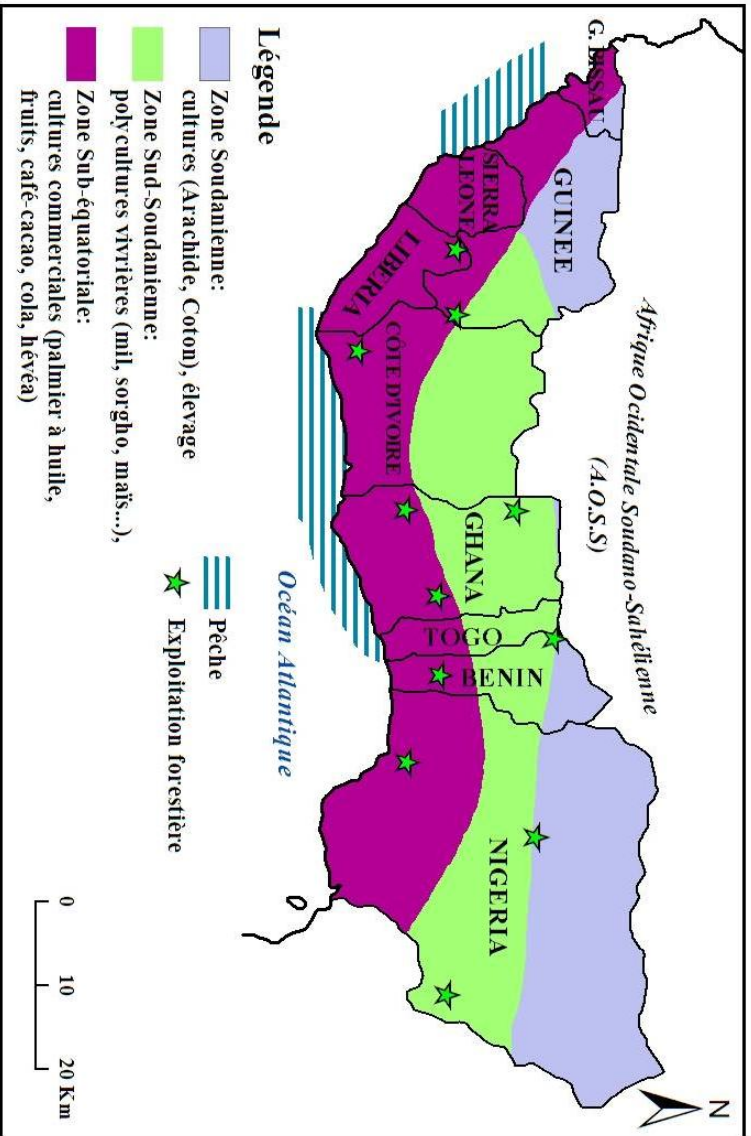 Afrique Ocidentale Soudano-Sahélienne
(A.O.S.S)
N
G. BISSAU
GUINEE
SIERRA
LEONE
LIBERIA
CÔTE D'IVOIRE
GHANA
TOGO
BENIN
NIGERIA
Océan Atlantique
Légende
Zone Soudanienne:
cultures (Arachide, Coton), élevage
Zone Sud-Soudanienne:
polycultures vivrières (mil, sorgho, maïs...),
Zone Sub-équatoriale:
cultures commerciales (palmier à huile,
fruits, café-cacao, cola, hévéa)
Pêche
Exploitation forestière
0 10 20 Km